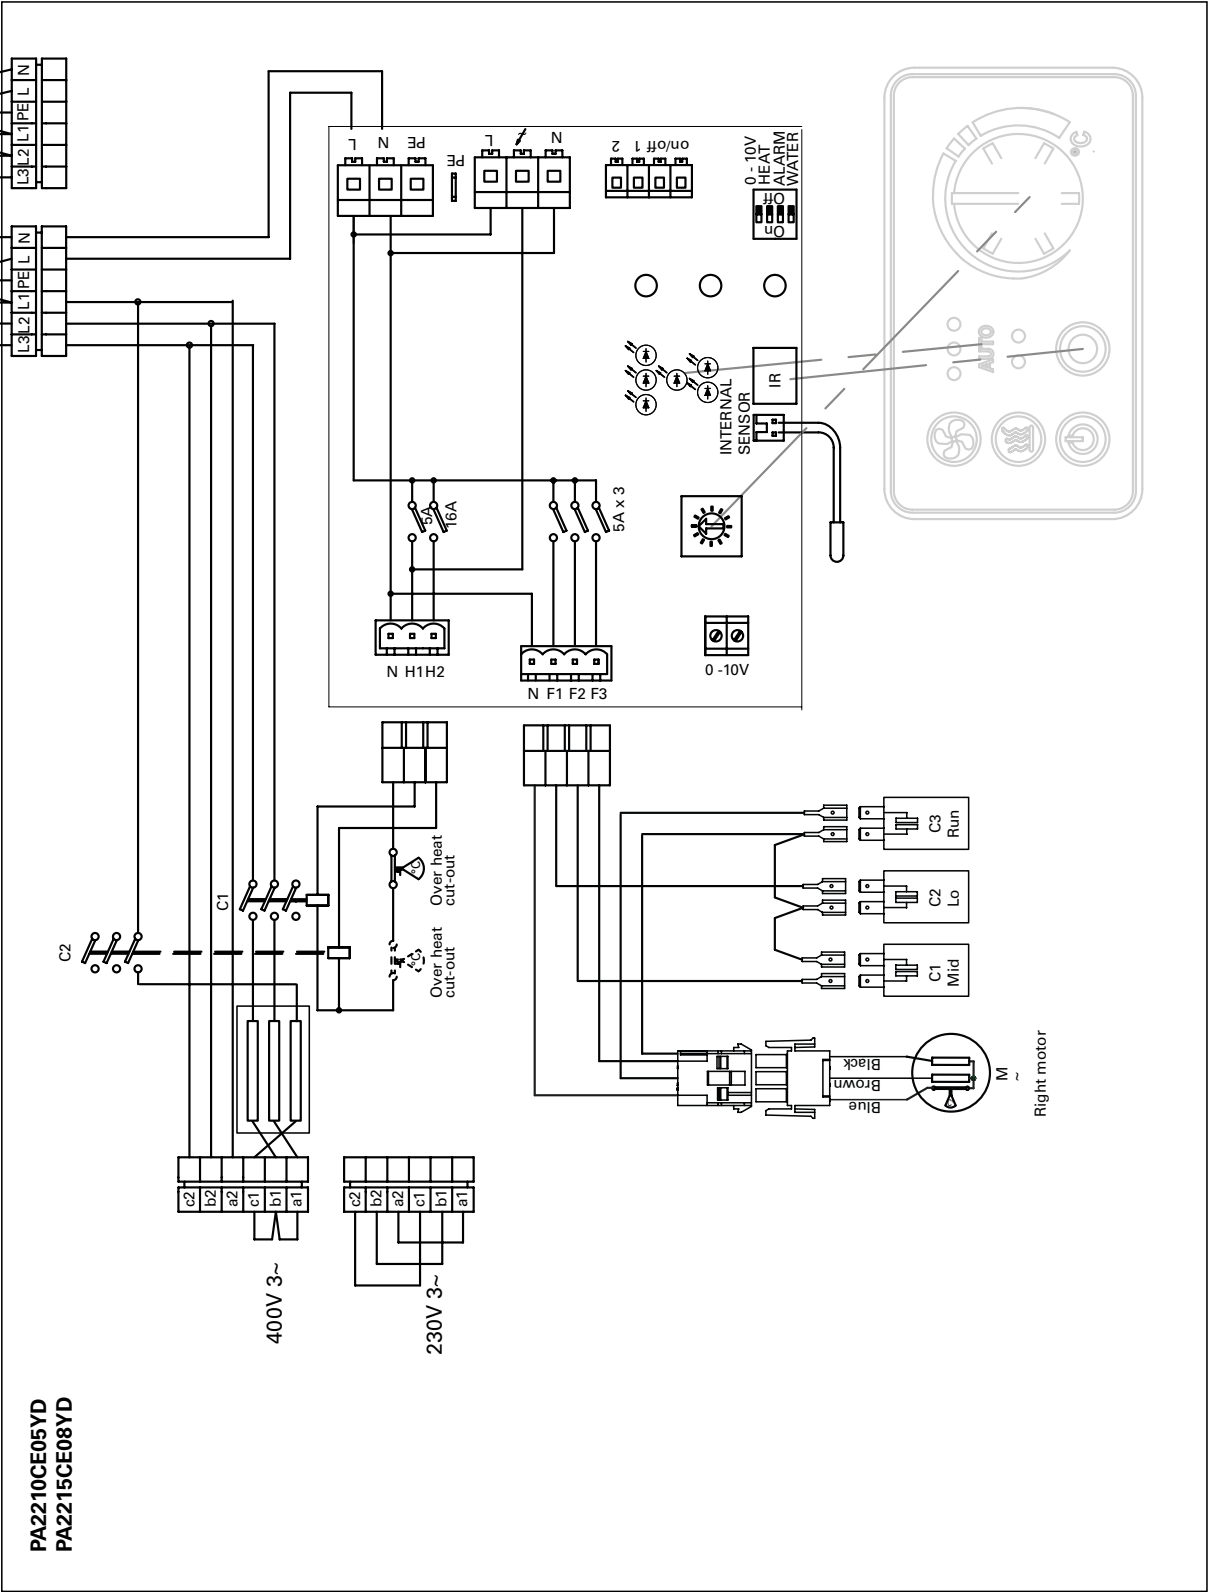 N
L
PE
L1
L2
L3
N
L
PE
L1
L2
L3
L
N
PE
PE
L
N
2
1
on/off
0 - 10V
HEAT
ALARM
WATER
Off
On
°C
AUTO
IR
INTERNAL
SENSOR
5A
16A
5A x 3
N H1 H2
N F1 F2 F3
0 -10V
C1
C2
°C
Over heat
cut-out
°C
Over heat
cut-out
C3
Run
C2
Lo
C1
Mid
Black
Brown
Blue
M
~
Right motor
c2
b2
a2
c1
b1
a1
400V 3~
c2
b2
a2
c1
b1
a1
230V 3~
PA2210CE05YD
PA2215CE08YD